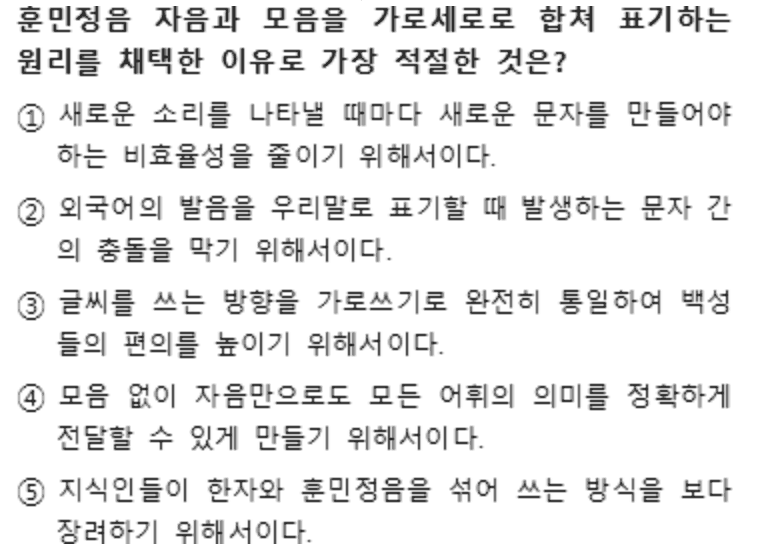 훈민정음 자음과 모음을 가로세로로 합쳐 표기하는
원리를 채택한 이유로 가장 적절한 것은?
① 새로운 소리를 나타낼 때마다 새로운 문자를 만들어야
하는 비효율성을 줄이기 위해서이다.
② 외국어의 발음을 우리말로 표기할 때 발생하는 문자 간
의 충돌을 막기 위해서이다.
③ 글씨를 쓰는 방향을 가로쓰기로 완전히 통일하여 백성
들의 편의를 높이기 위해서이다.
④ 모음 없이 자음만으로도 모든 어휘의 의미를 정확하게
전달할 수 있게 만들기 위해서이다.
⑤ 지식인들이 한자와 훈민정음을 섞어 쓰는 방식을 보다
장려하기 위해서이다.